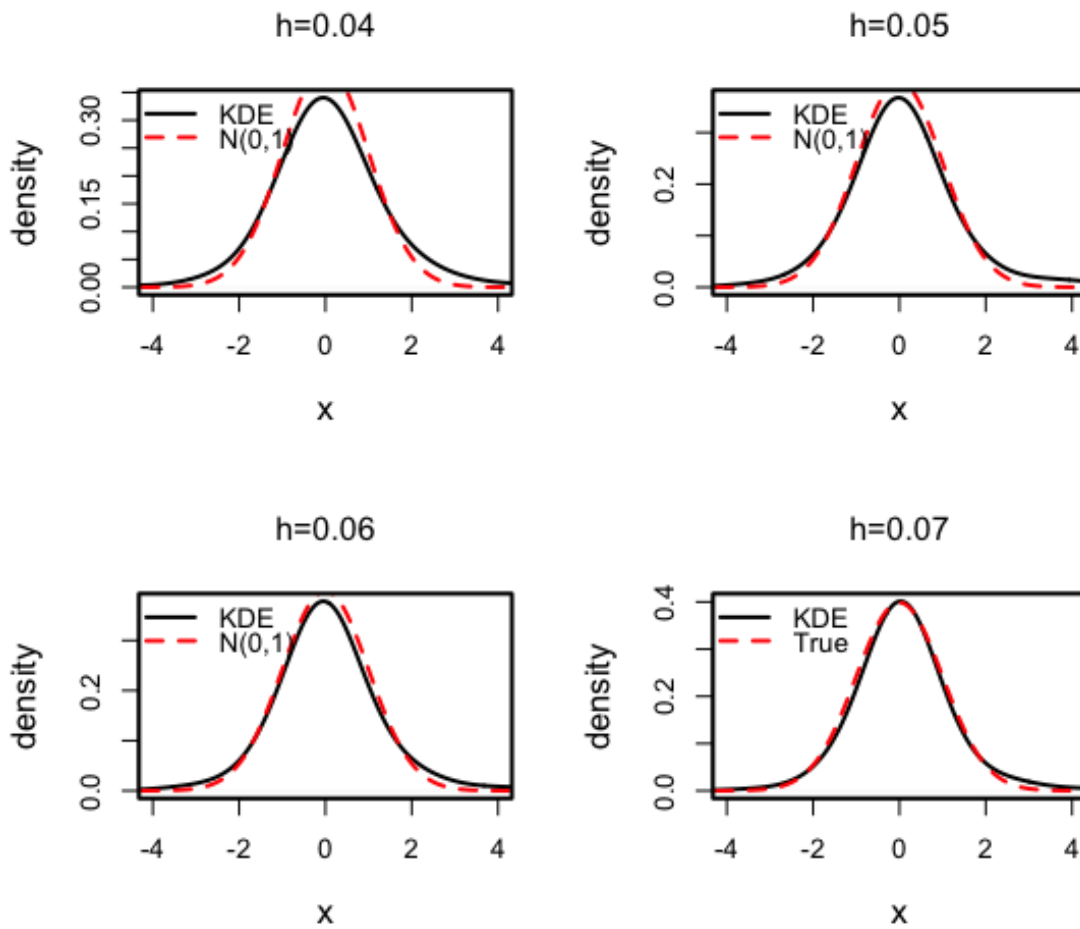 h=0.04
density
0.00
0.15
0.30
KDE
N(0,1)
-4 -2 0 2 4
x
h=0.05
density
0.0
0.2
KDE
N(0,1)
-4 -2 0 2 4
x
h=0.06
density
0.0
0.2
KDE
N(0,1)
-4 -2 0 2 4
x
h=0.07
density
0.0
0.2
0.4
KDE
True
-4 -2 0 2 4
x